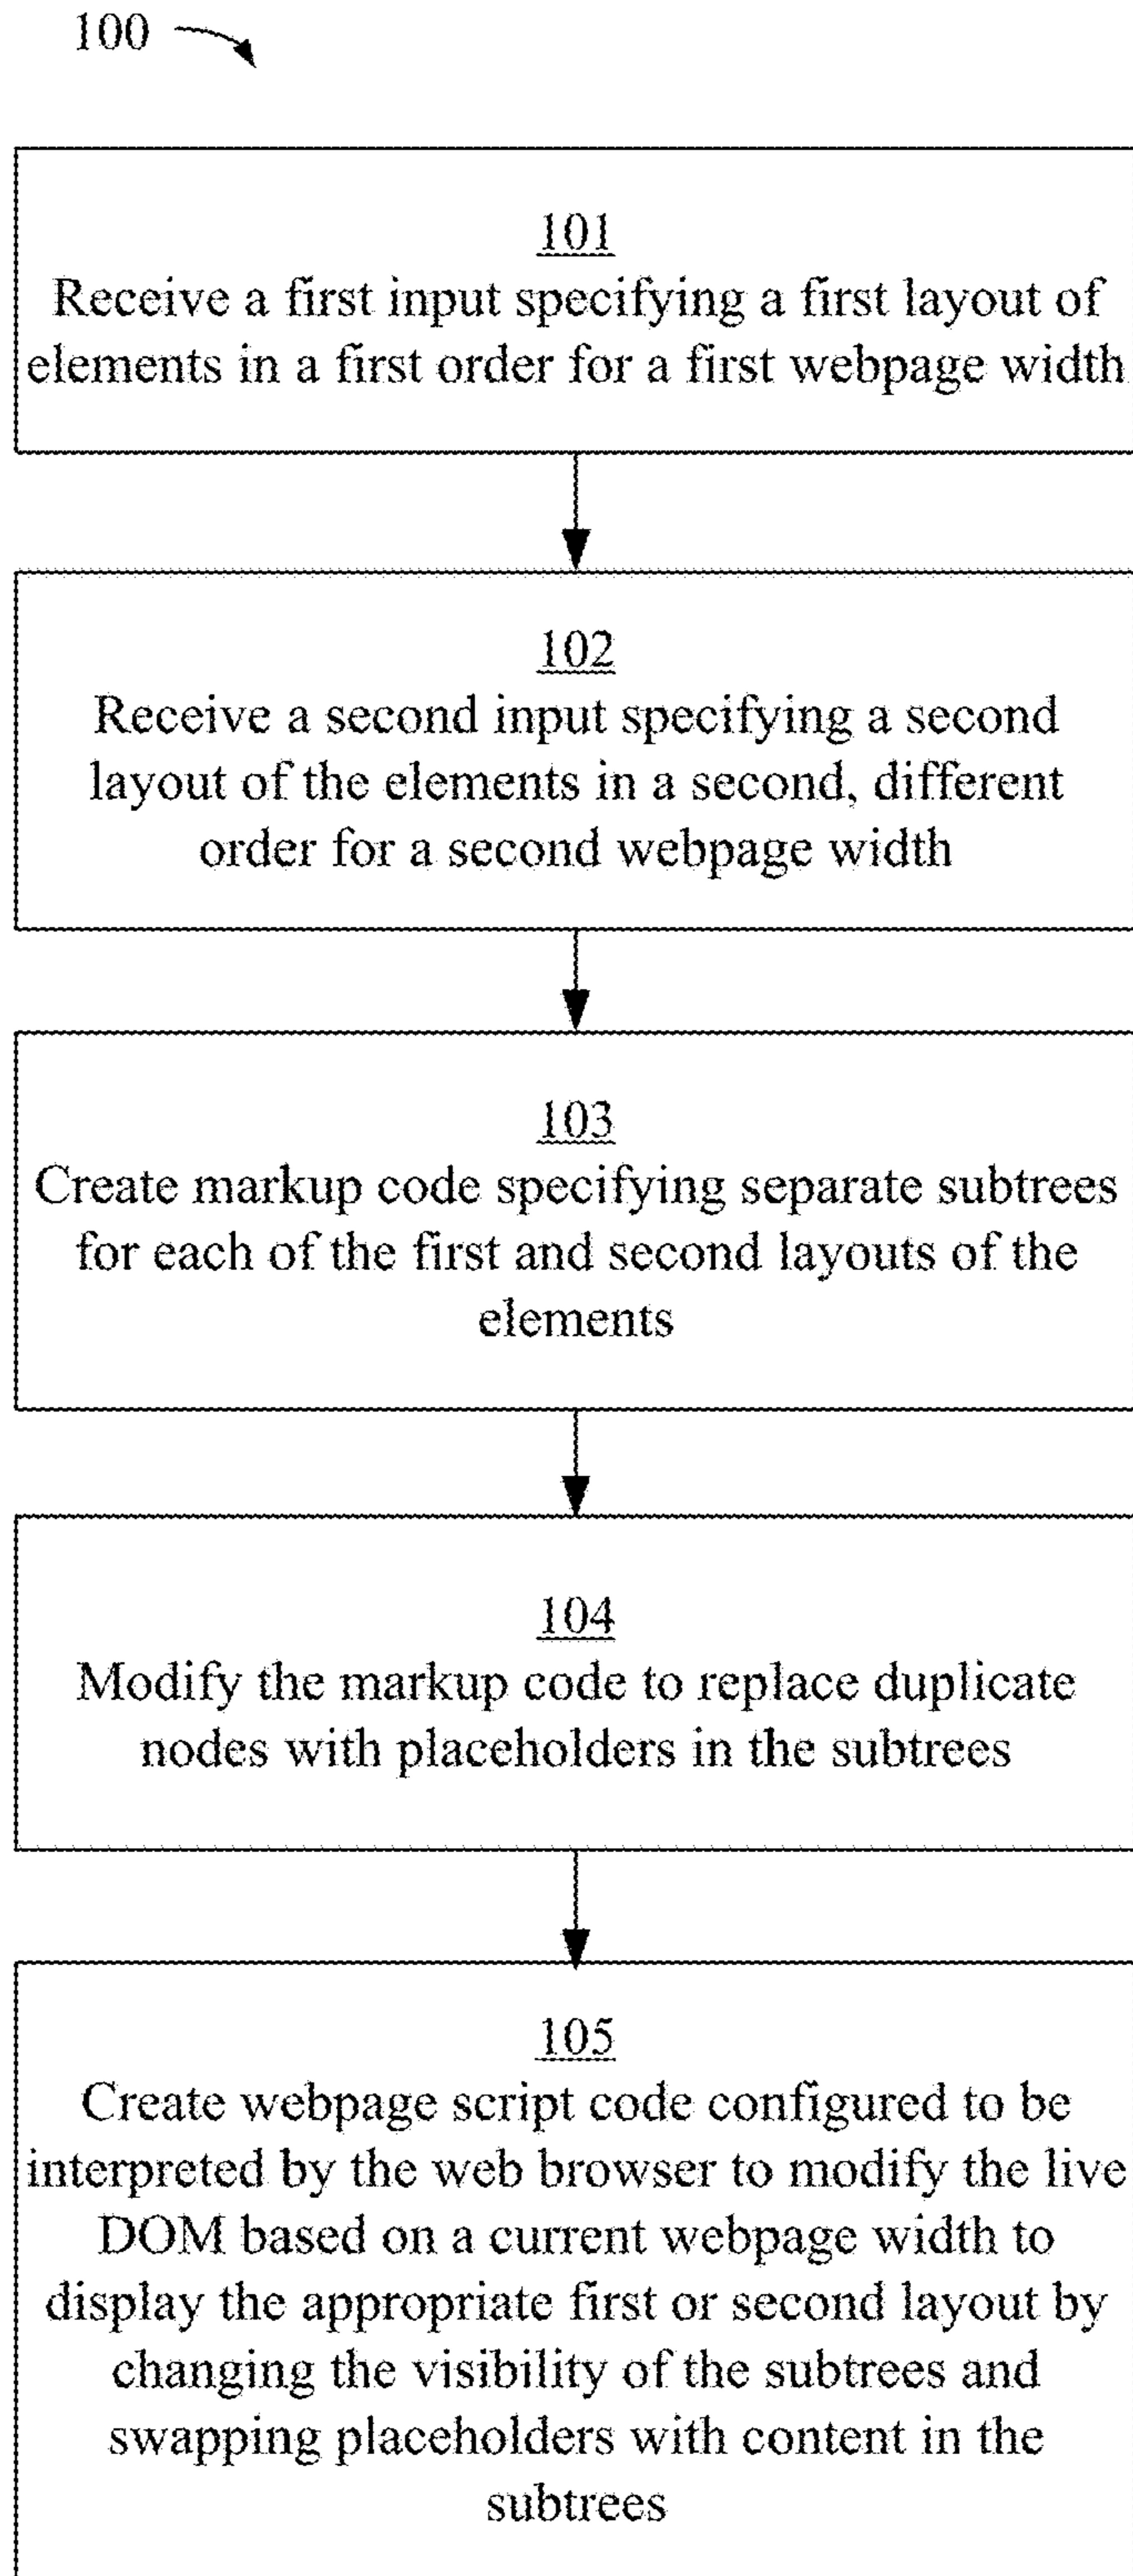 100
101
Receive a first input specifying a first layout of
elements in a first order for a first webpage width
102
Receive a second input specifying a second
layout of the elements in a second, different
order for a second webpage width
103
Create markup code specifying separate subtrees
for each of the first and second layouts of the
elements
104
Modify the markup code to replace duplicate
nodes with placeholders in the subtrees
105
Create webpage script code configured to be
interpreted by the web browser to modify the live
DOM based on a current webpage width to
display the appropriate first or second layout by
changing the visibility of the subtrees and
swapping placeholders with content in the
subtrees